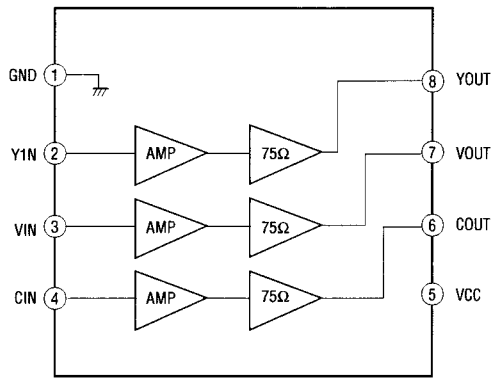 GND 1
8 YOUT
Y1N 2 AMP 75Ω
7 VOUT
VIN 3 AMP 75Ω
6 COUT
CIN 4 AMP 75Ω
5 VCC